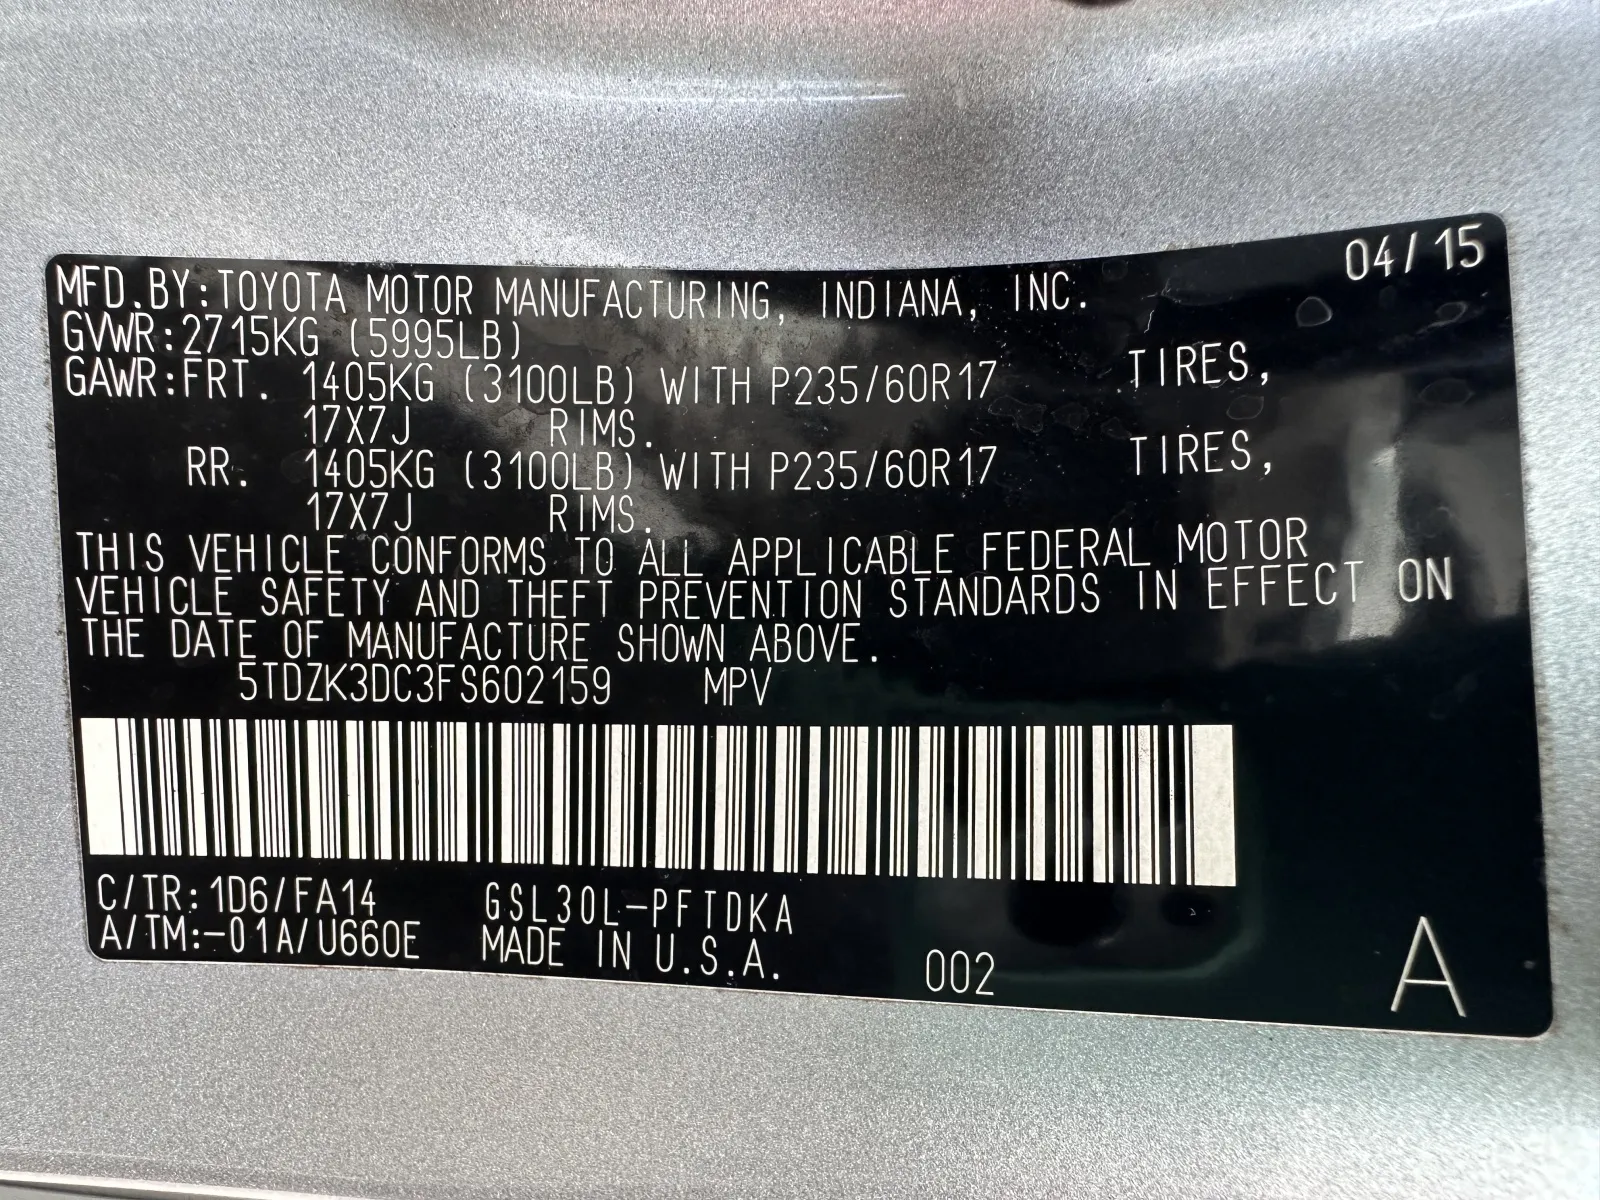 04/15
MFD.BY:TOYOTA MOTOR MANUFACTURING, INDIANA, INC.
GVWR:2715KG (5995LB)
GAWR:FRT. 1405KG (3100LB) WITH P235/60R17 TIRES,
17X7J RIMS.
RR. 1405KG (3100LB) WITH P235/60R17 TIRES,
17X7J RIMS.
THIS VEHICLE CONFORMS TO ALL APPLICABLE FEDERAL MOTOR
VEHICLE SAFETY AND THEFT PREVENTION STANDARDS IN EFFECT ON
THE DATE OF MANUFACTURE SHOWN ABOVE.
5TDZK3DC3FS602159 MPV
C/TR:1D6/FA14 GSL30L-PFTDKA
A/TM:-01A/U660E MADE IN U.S.A. 002 A